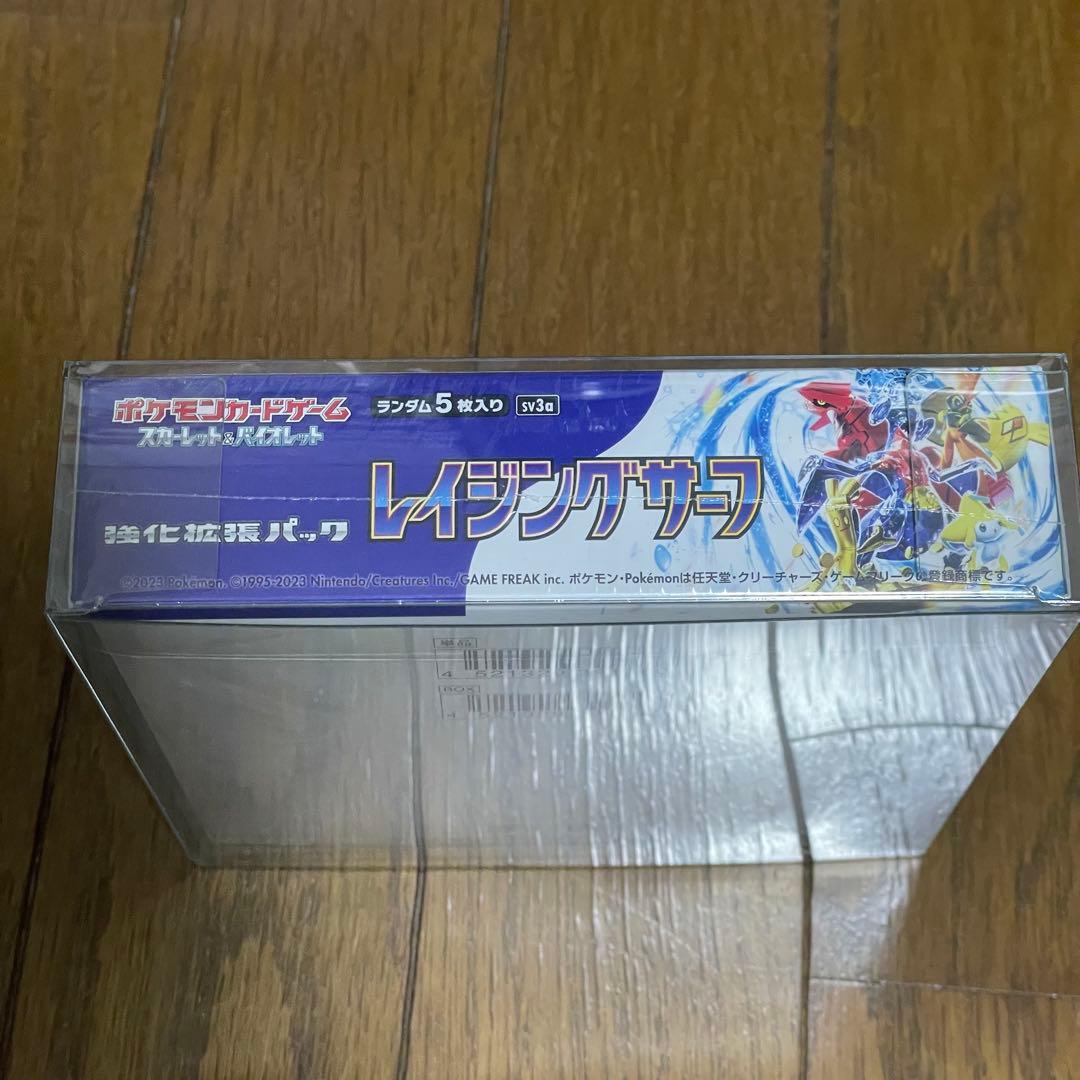 ポケモンカードゲーム
スカーレット&バイオレット
ランダム5枚入り sv3a
強化拡張パック レイジングサーフ
©2023 Pokémon. ©1995-2023 Nintendo/Creatures Inc./GAME FREAK inc. ポケモン・Pokémonは任天堂・クリーチャーズ・ゲームフリークの登録商標です。
単品
BOX